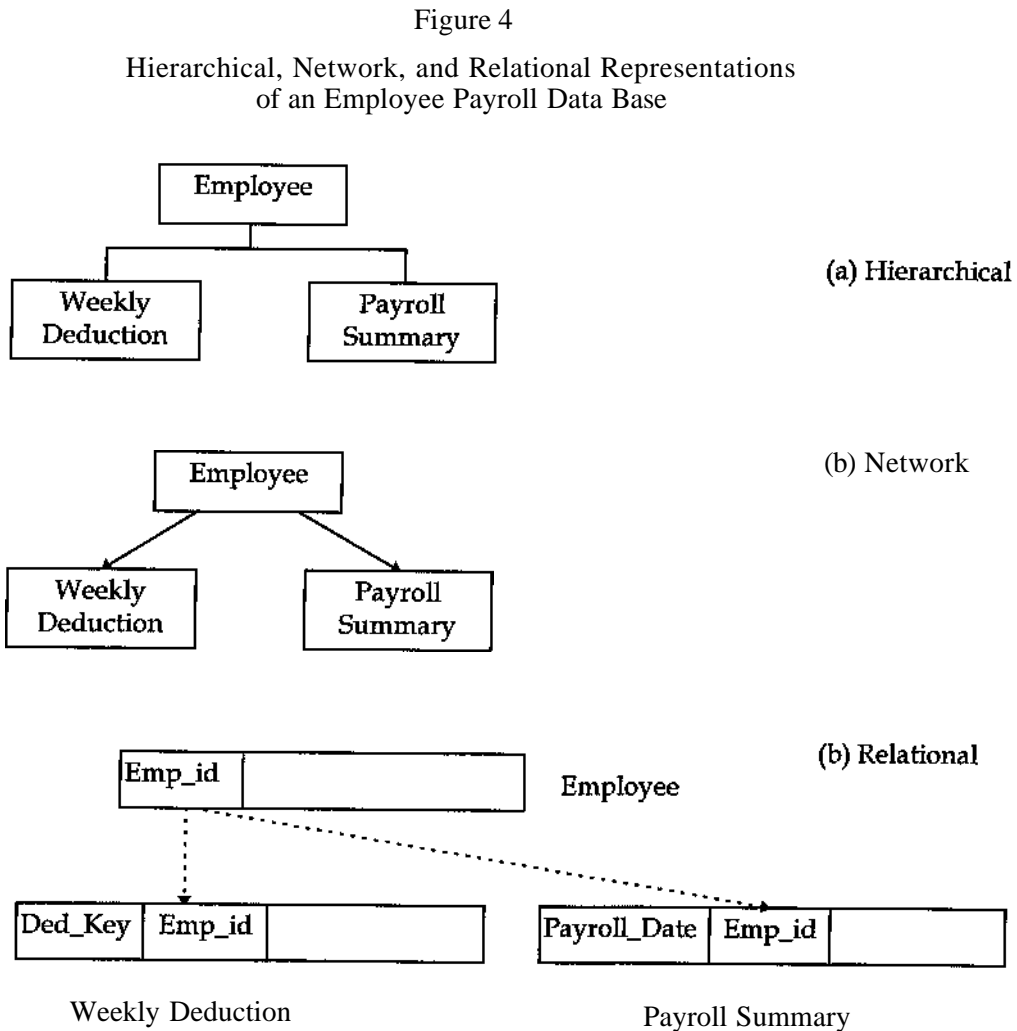 Figure 4
Hierarchical, Network, and Relational Representations
of an Employee Payroll Data Base
Employee
(a) Hierarchical
Weekly
Deduction
Payroll
Summary
(b) Network
Employee
Weekly
Deduction
Payroll
Summary
(b) Relational
Emp_id
Employee
Ded_Key Emp_id
Payroll_Date Emp_id
Weekly Deduction
Payroll Summary